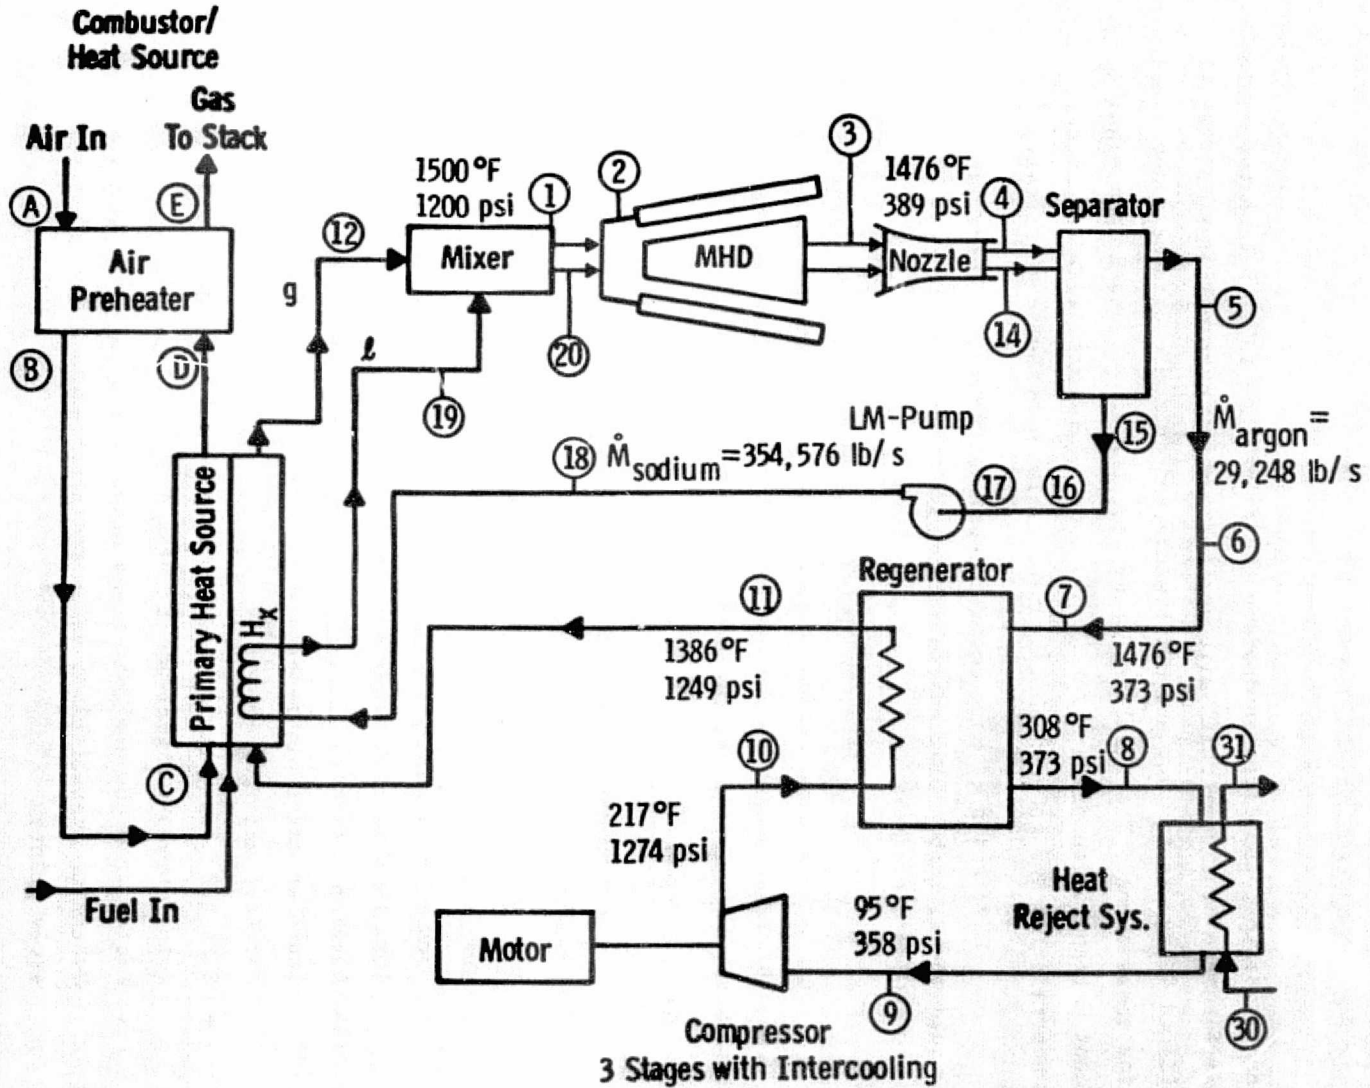 Combustor/
Heat Source
Gas
To Stack
Air In
A
E
Air
Preheater
B
D
g
12
1500 °F
1200 psi
1
Mixer
20
l
19
2
MHD
3
1476 °F
389 psi
4
Nozzle
14
Separator
5
15
Ṁargon =
29,248 lb/s
6
LM-Pump
18
Ṁsodium = 354,576 lb/s
17
16
Primary Heat Source
Hx
C
Fuel In
Regenerator
11
1386 °F
1249 psi
7
1476 °F
373 psi
10
217 °F
1274 psi
308 °F
373 psi
8
31
Heat
Reject Sys.
30
Motor
95 °F
358 psi
9
Compressor
3 Stages with Intercooling